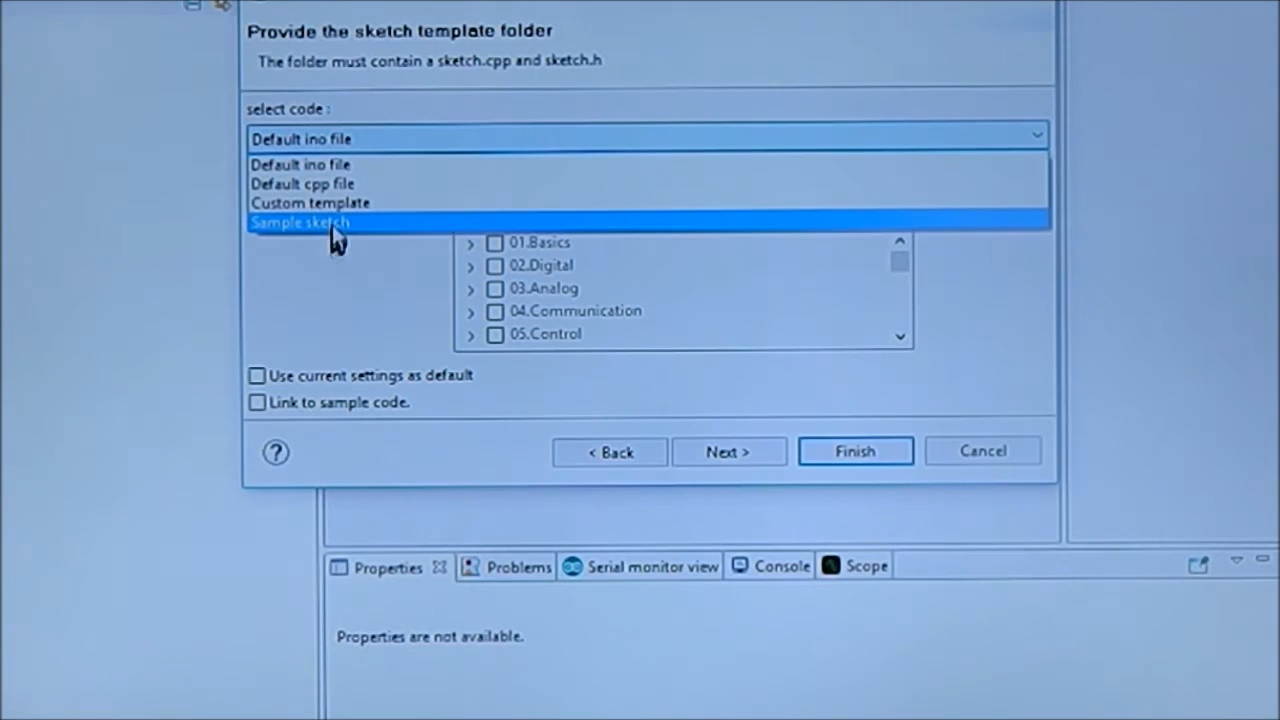 Provide the sketch template folder
The folder must contain a sketch.cpp and sketch.h
select code :
Default ino file
Default ino file
Default cpp file
Custom template
Sample sketch
01.Basics
02.Digital
03.Analog
04.Communication
05.Control
Use current settings as default
Link to sample code.
? < Back Next > Finish Cancel
Properties Problems Serial monitor view Console Scope
Properties are not available.